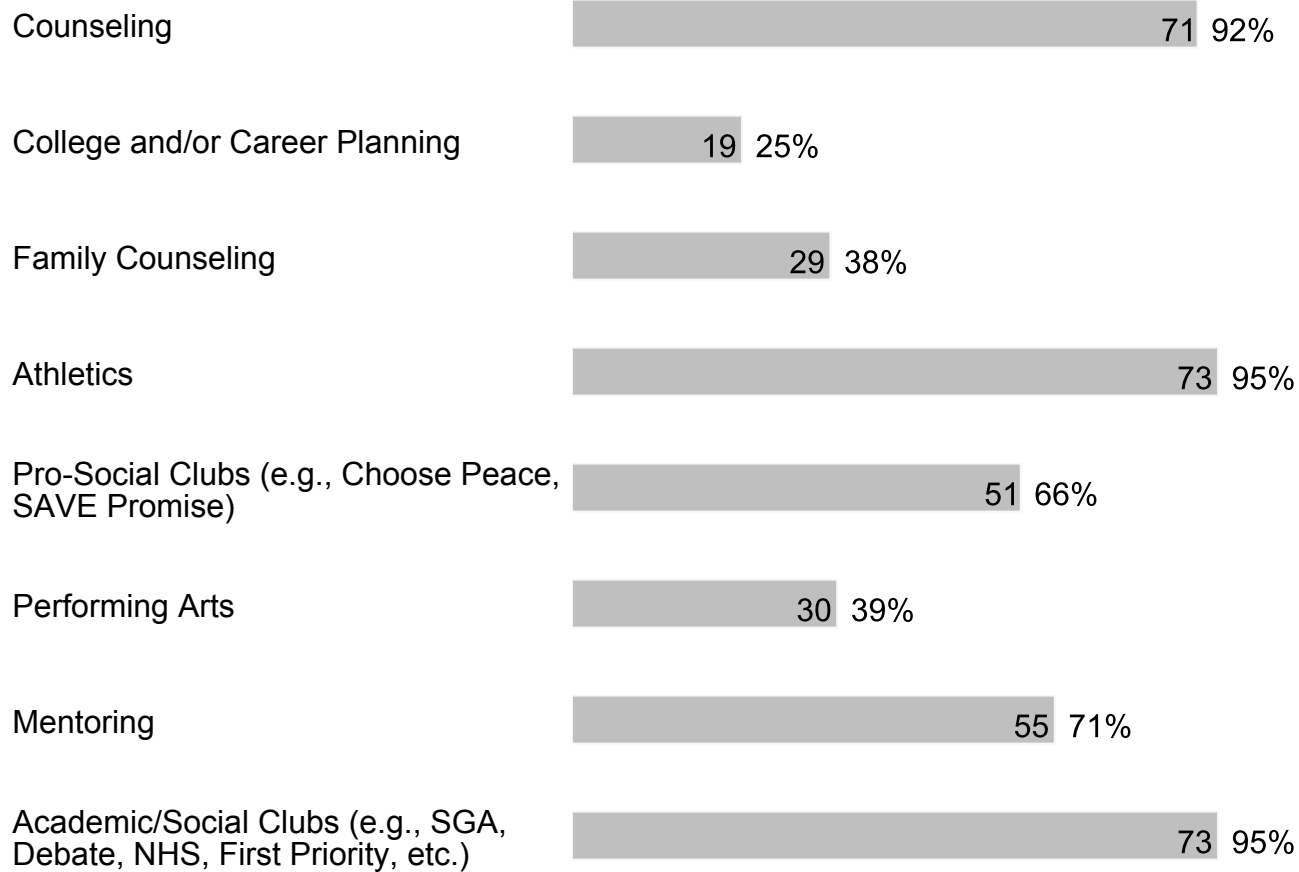 Counseling 71 92%
College and/or Career Planning 19 25%
Family Counseling 29 38%
Athletics 73 95%
Pro-Social Clubs (e.g., Choose Peace,
SAVE Promise) 51 66%
Performing Arts 30 39%
Mentoring 55 71%
Academic/Social Clubs (e.g., SGA,
Debate, NHS, First Priority, etc.) 73 95%